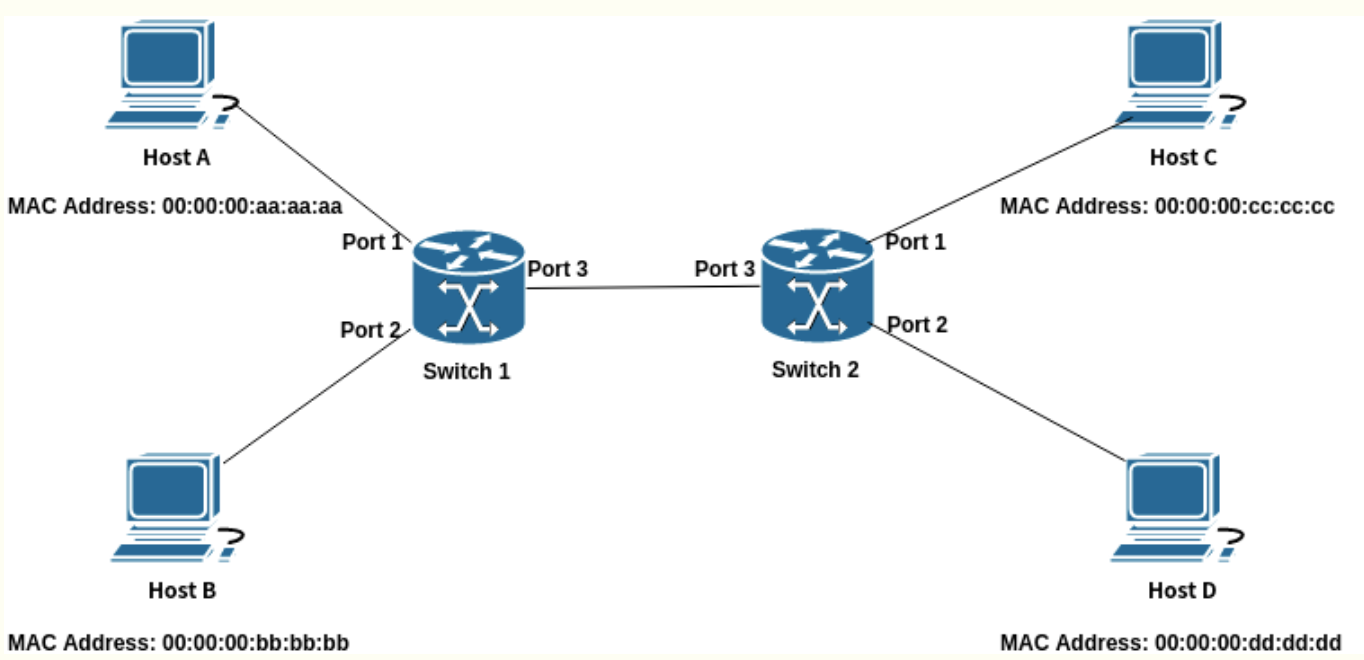 Host A
MAC Address: 00:00:00:aa:aa:aa
Host C
MAC Address: 00:00:00:cc:cc:cc
Port 1
Port 3
Port 2
Switch 1
Port 3
Port 1
Port 2
Switch 2
Host B
MAC Address: 00:00:00:bb:bb:bb
Host D
MAC Address: 00:00:00:dd:dd:dd